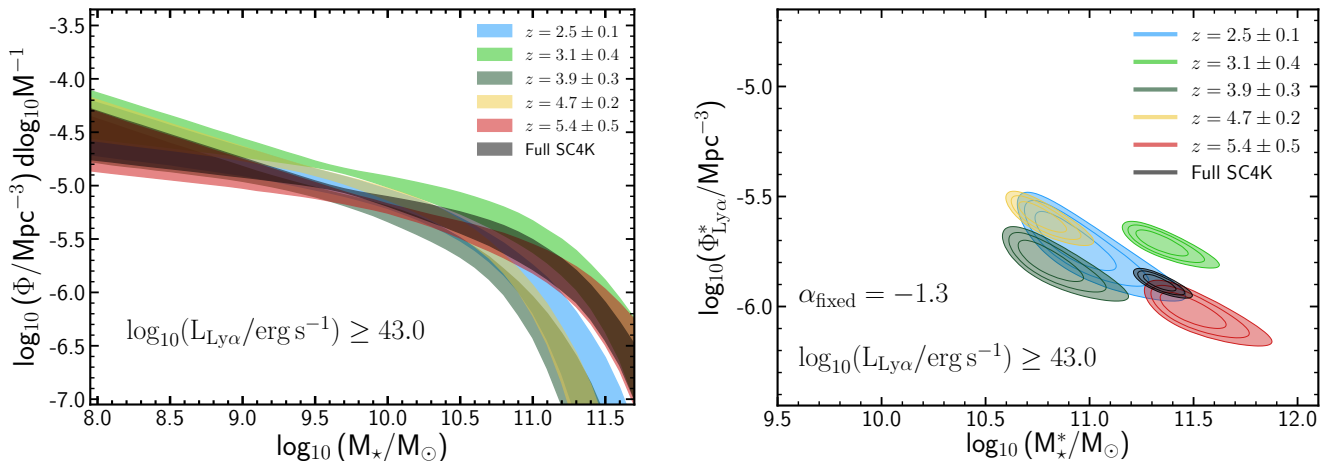 log₁₀(Φ/Mpc⁻³) dlog₁₀M⁻¹
-3.5
-4.0
-4.5
-5.0
-5.5
-6.0
-6.5
-7.0
z = 2.5 ± 0.1
z = 3.1 ± 0.4
z = 3.9 ± 0.3
z = 4.7 ± 0.2
z = 5.4 ± 0.5
Full SC4K
log₁₀(L_Lyα/erg s⁻¹) ≥ 43.0
8.0 8.5 9.0 9.5 10.0 10.5 11.0 11.5
log₁₀(M⋆/M⊙)
log₁₀(Φ*_Lyα/Mpc⁻³)
-5.0
-5.5
-6.0
z = 2.5 ± 0.1
z = 3.1 ± 0.4
z = 3.9 ± 0.3
z = 4.7 ± 0.2
z = 5.4 ± 0.5
Full SC4K
α_fixed = −1.3
log₁₀(L_Lyα/erg s⁻¹) ≥ 43.0
9.5 10.0 10.5 11.0 11.5 12.0
log₁₀(M*⋆/M⊙)